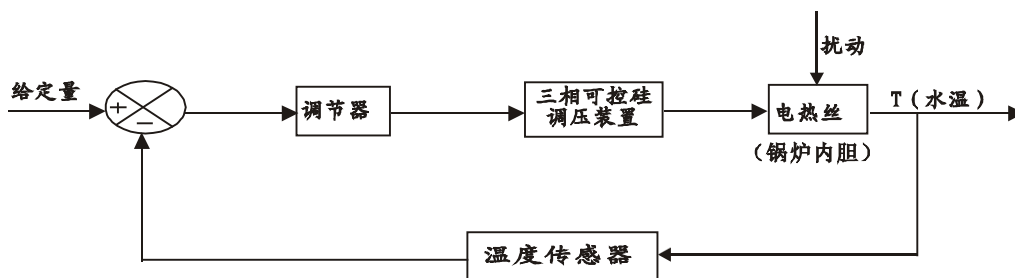 扰动
给定量
+
−
调节器
三相可控硅
调压装置
电热丝
T(水温)
(锅炉内胆)
温度传感器